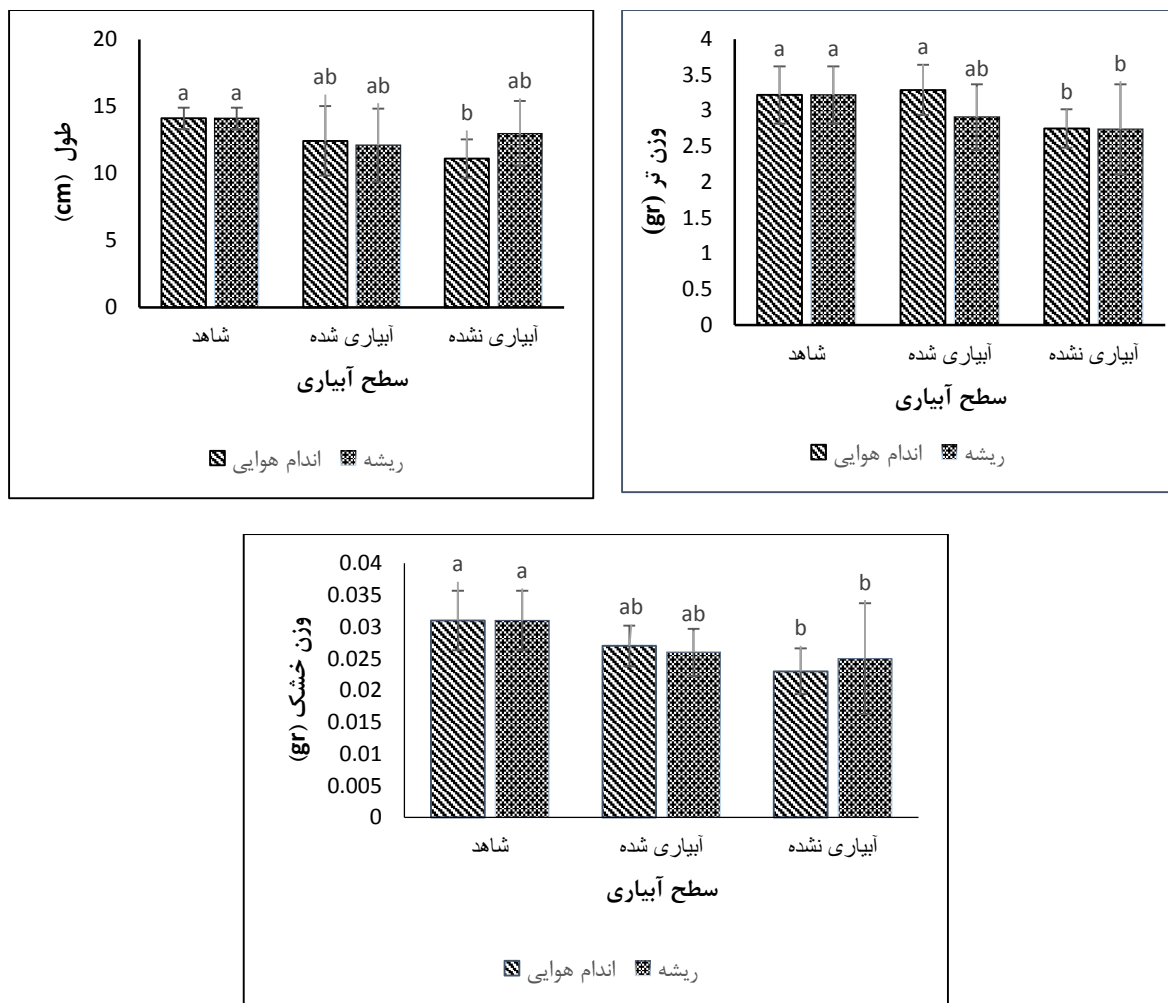 20
15
10
5
0
طول (cm)
a a ab ab b ab
شاهد آبیاری شده آبیاری نشده
سطح آبیاری
اندام هوایی ریشه
4
3.5
3
2.5
2
1.5
1
0.5
0
وزن تر (gr)
a a a ab b b
شاهد آبیاری شده آبیاری نشده
سطح آبیاری
اندام هوایی ریشه
0.04
0.035
0.03
0.025
0.02
0.015
0.01
0.005
0
وزن خشک (gr)
a a ab ab b b
شاهد آبیاری شده آبیاری نشده
سطح آبیاری
اندام هوایی ریشه